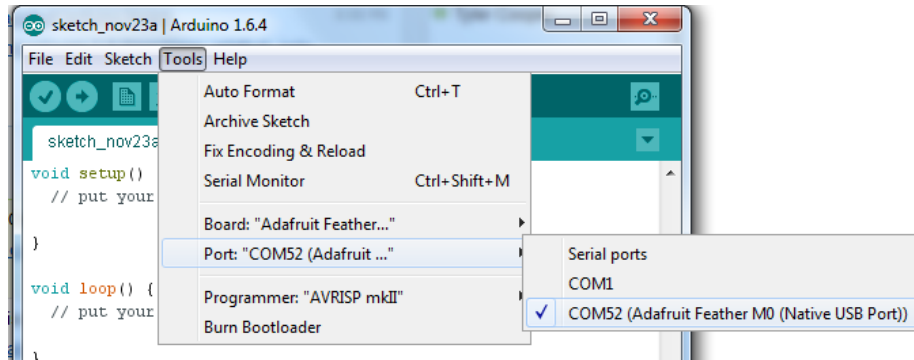 sketch_nov23a | Arduino 1.6.4
File Edit Sketch Tools Help
Auto Format Ctrl+T
Archive Sketch
sketch_nov23a
Fix Encoding & Reload
Serial Monitor Ctrl+Shift+M
void setup()
// put your
Board: "Adafruit Feather..."
}
Port: "COM52 (Adafruit ..."
Serial ports
COM1
void loop() {
Programmer: "AVRISP mkII"
// put your
COM52 (Adafruit Feather M0 (Native USB Port))
Burn Bootloader
}